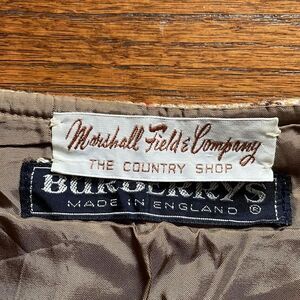 Marshall Field & Company
THE COUNTRY SHOP
BURBERRYS
MADE IN ENGLAND ®